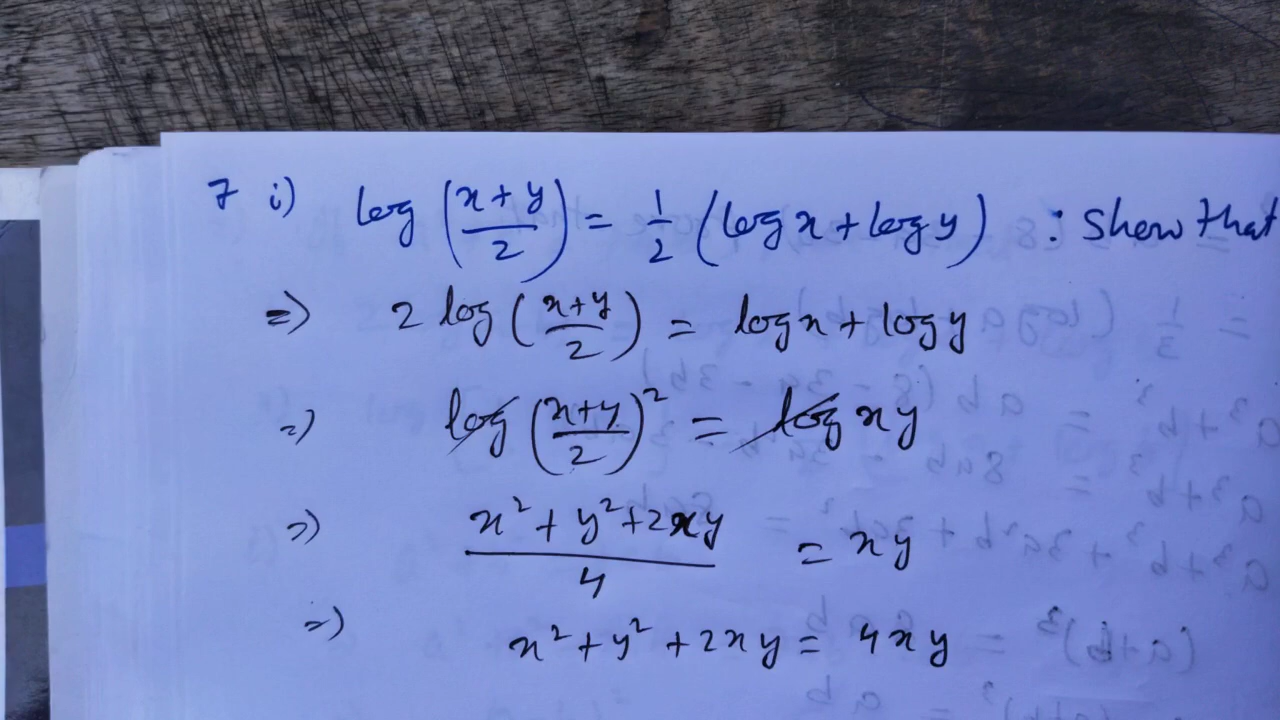 7 i) log (x+y/2) = 1/2 (log x + log y) : Show that
=> 2 log (x+y/2) = log x + log y
=) log (x+y/2)² = log xy
=) x² + y² + 2xy / 4 = xy
=) x² + y² + 2xy = 4xy